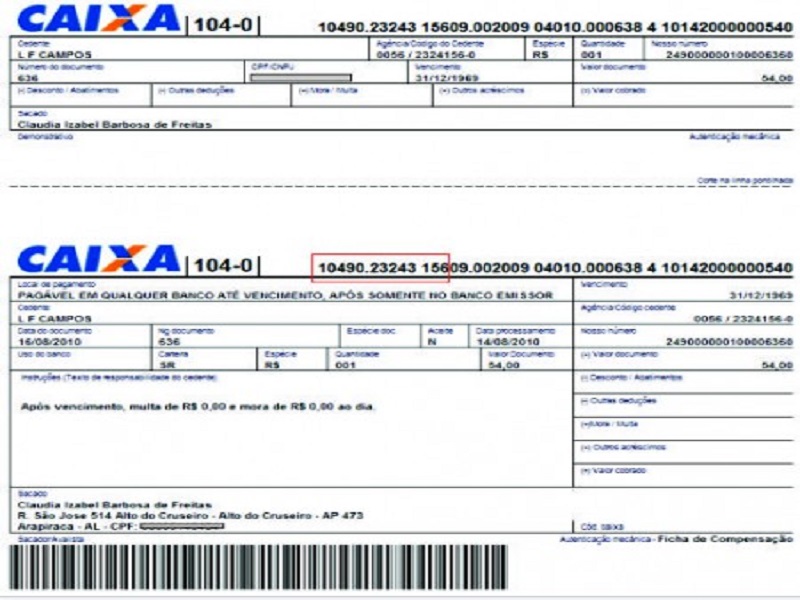 CAIXA | 104-0 | 10490.23243 15609.002009 04010.000638 4 10142000000540
Cedente Agência/Código do Cedente Espécie Quantidade Nosso número
L F CAMPOS 0056 / 2324156-0 R$ 001 249000000100006360
Número do documento CPF/CNPJ Vencimento Valor documento
636 31/12/1969 54,00
(-) Desconto / Abatimentos (-) Outras deduções (+) Mora / Multa (+) Outros acréscimos (=) Valor cobrado
Sacado
Claudia Izabel Barbosa de Freitas
Demonstrativo Autenticação mecânica
Corte na linha pontilhada
CAIXA | 104-0 | 10490.23243 15609.002009 04010.000638 4 10142000000540
Local de pagamento Vencimento
PAGÁVEL EM QUALQUER BANCO ATÉ VENCIMENTO, APÓS SOMENTE NO BANCO EMISSOR 31/12/1969
Cedente Agência/Código cedente
L F CAMPOS 0056 / 2324156-0
Data do documento Nº documento Espécie doc. Aceite Data processamento Nosso número
16/08/2010 636 N 14/08/2010 249000000100006360
Uso do banco Carteira Espécie Quantidade Valor Documento (=) Valor documento
SR R$ 001 54,00 54,00
Instruções (Texto de responsabilidade do cedente) (-) Desconto / Abatimentos
(-) Outras deduções
Após vencimento, multa de R$ 0,00 e mora de R$ 0,00 ao dia.
(+) Mora / Multa
(+) Outros acréscimos
(=) Valor cobrado
Sacado
Claudia Izabel Barbosa de Freitas
R. São Jose 514 Alto do Cruseiro - Alto do Cruseiro - AP 473
Arapiraca - AL - CPF: Cód. baixa
Sacador/Avalista Autenticação mecânica - Ficha de Compensação